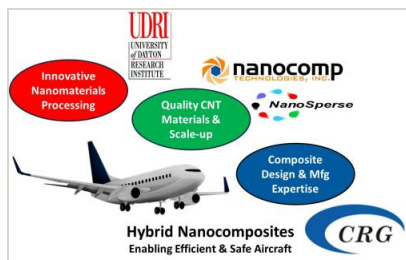 UDRI
UNIVERSITY
of DAYTON
RESEARCH
INSTITUTE
nanocomp
TECHNOLOGIES, INC.
Innovative
Nanomaterials
Processing
Quality CNT
Materials &
Scale-up
NanoSperse
Composite
Design & Mfg
Expertise
Hybrid Nanocomposites
Enabling Efficient & Safe Aircraft
CRG